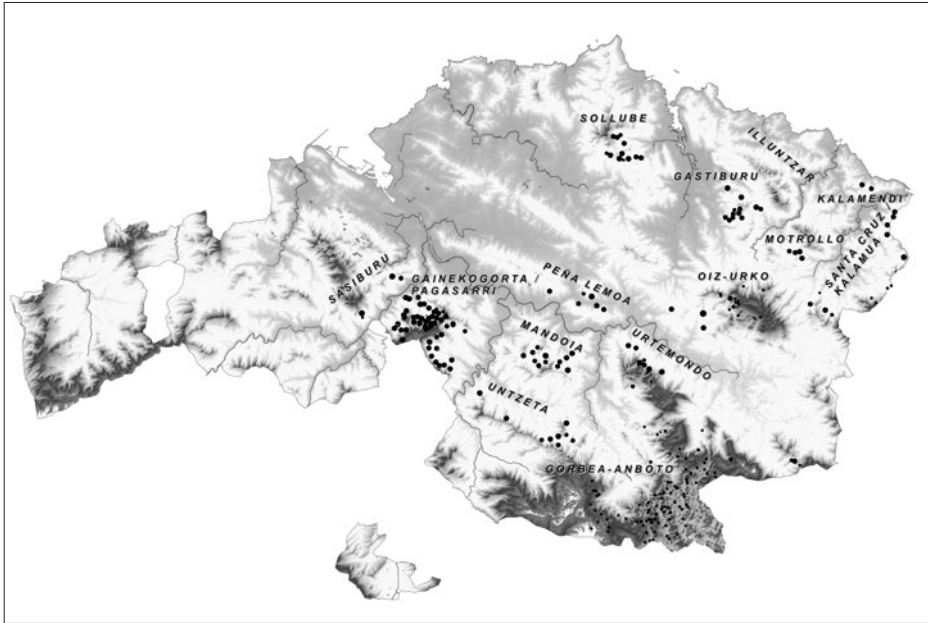 SOLLUBE
ILLUNTZAR
GASTIBURU
KALAMENDI
SANTA CRUZ
KALAMUA
MOTROLLO
OIZ-URKO
PEÑA LEMOA
SASIBURU
GAINEKOGORTA /
PAGASARRI
MANDOIA
URTEMONDO
UNTZETA
GORBEA-ANBOTO